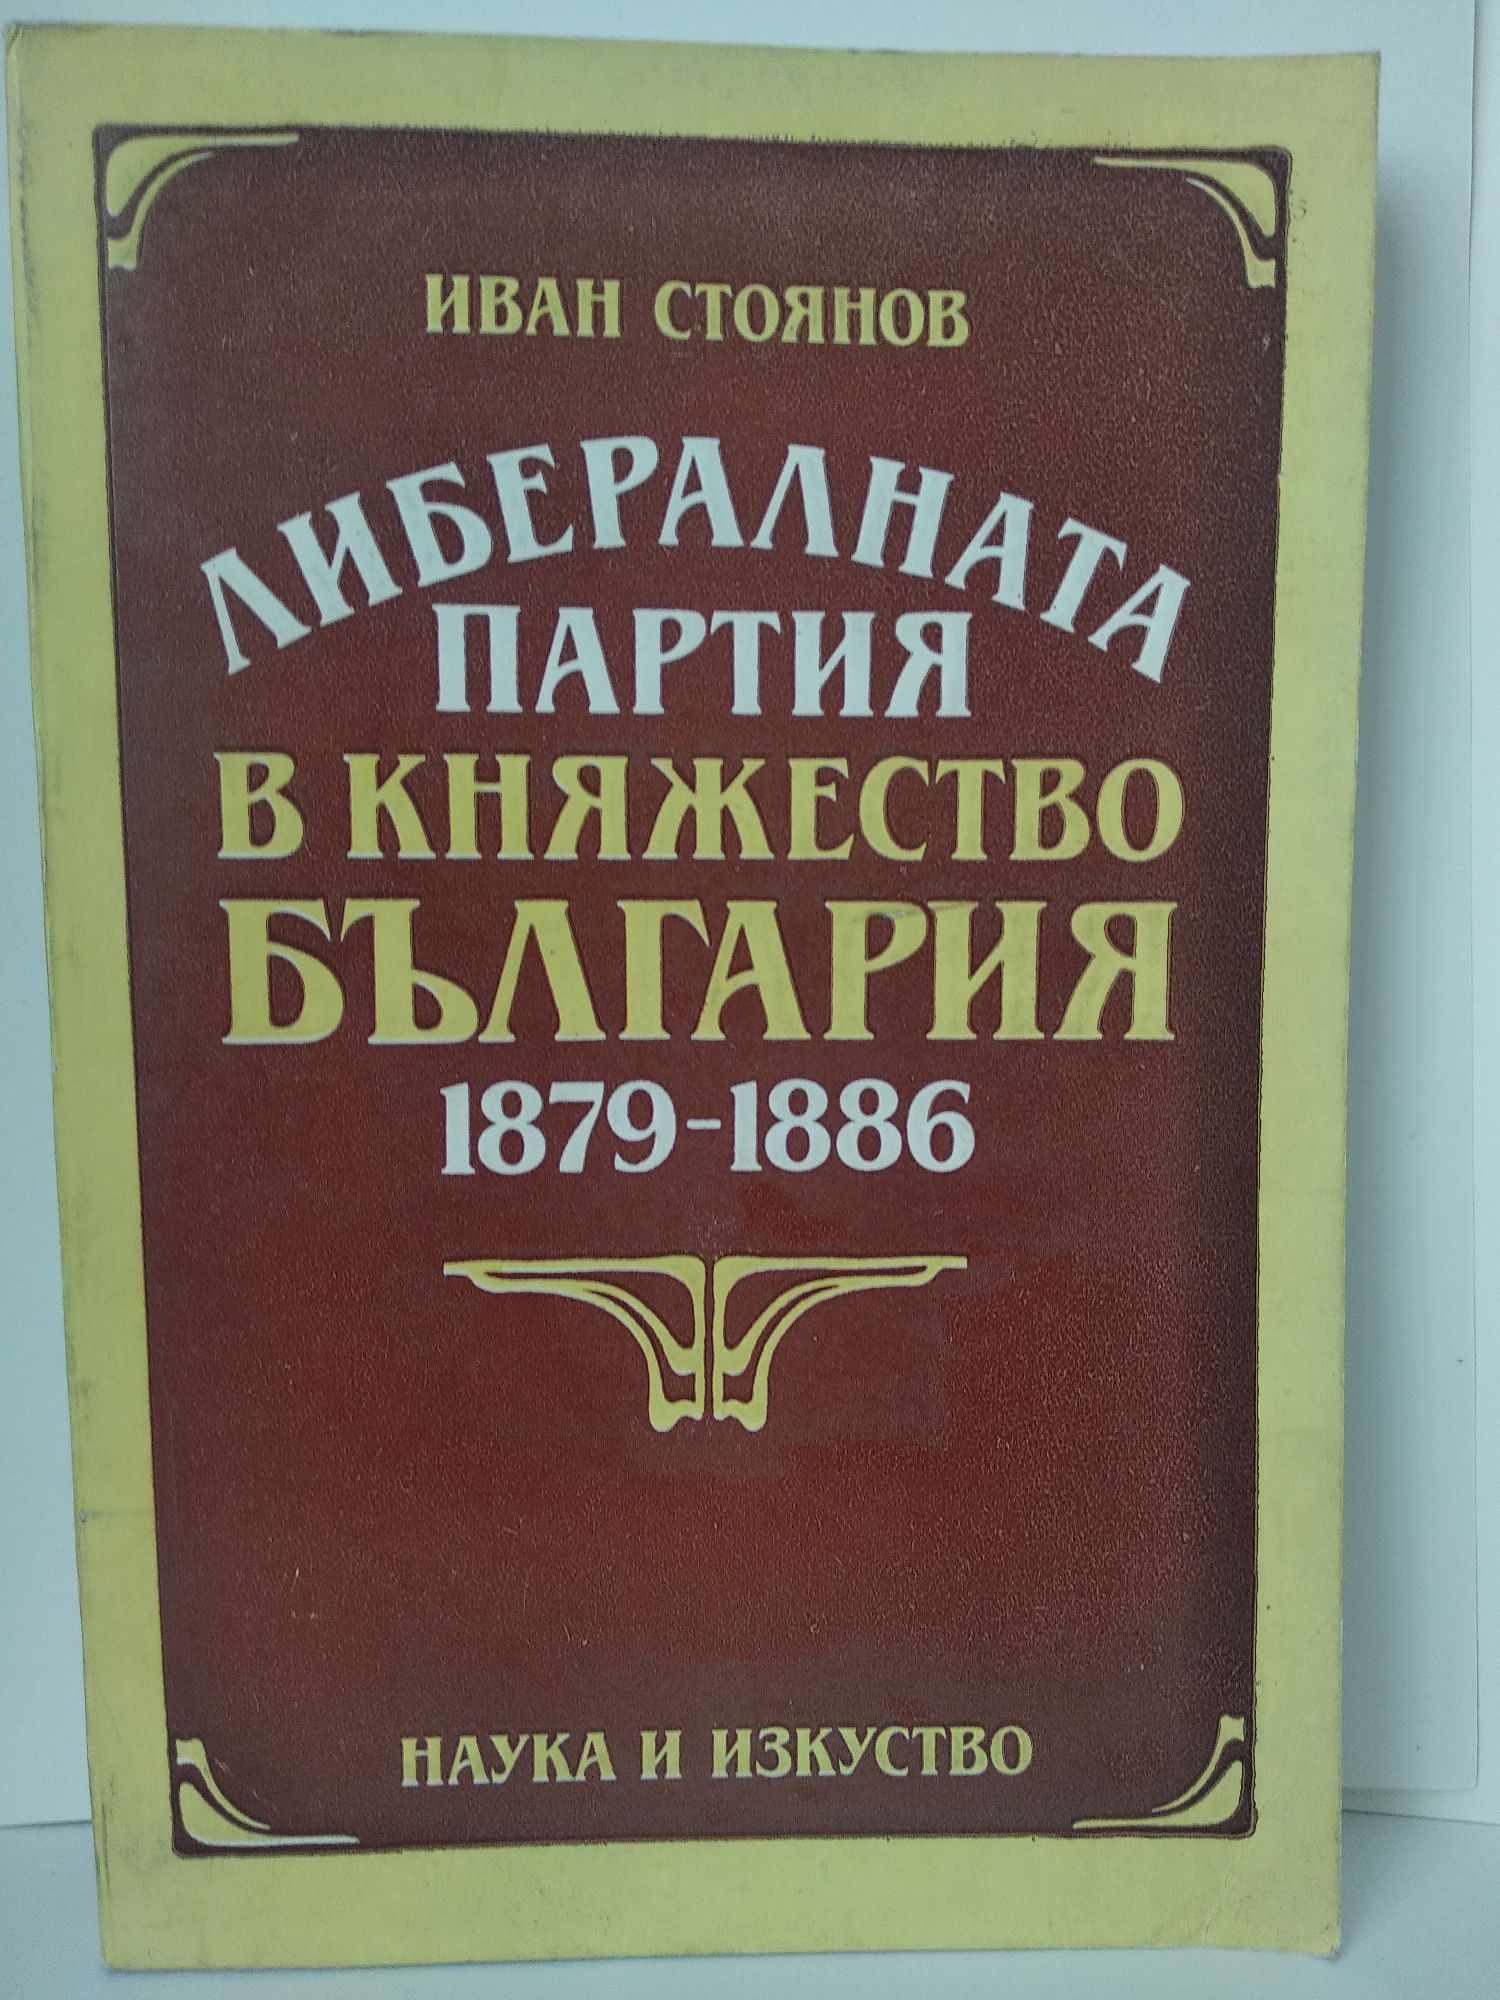 ИВАН СТОЯНОВ
ЛИБЕРАЛНАТА
ПАРТИЯ
В КНЯЖЕСТВО
БЪЛГАРИЯ
1879-1886
НАУКА И ИЗКУСТВО